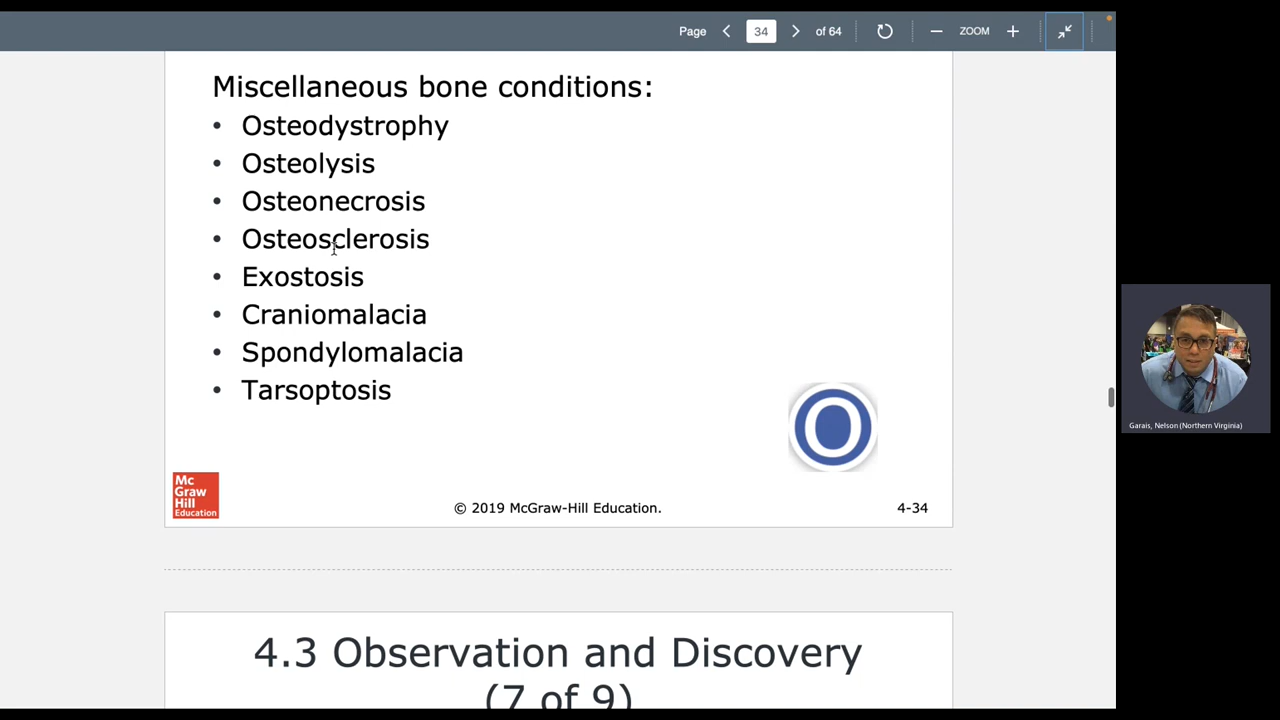 Page 34 of 64 ZOOM
Miscellaneous bone conditions:
• Osteodystrophy
• Osteolysis
• Osteonecrosis
• Osteosclerosis
• Exostosis
• Craniomalacia
• Spondylomalacia
• Tarsoptosis
O
Mc
Graw
Hill
Education
© 2019 McGraw-Hill Education.
4-34
Garais, Nelson (Northern Virginia)
4.3 Observation and Discovery
(7 of 9)